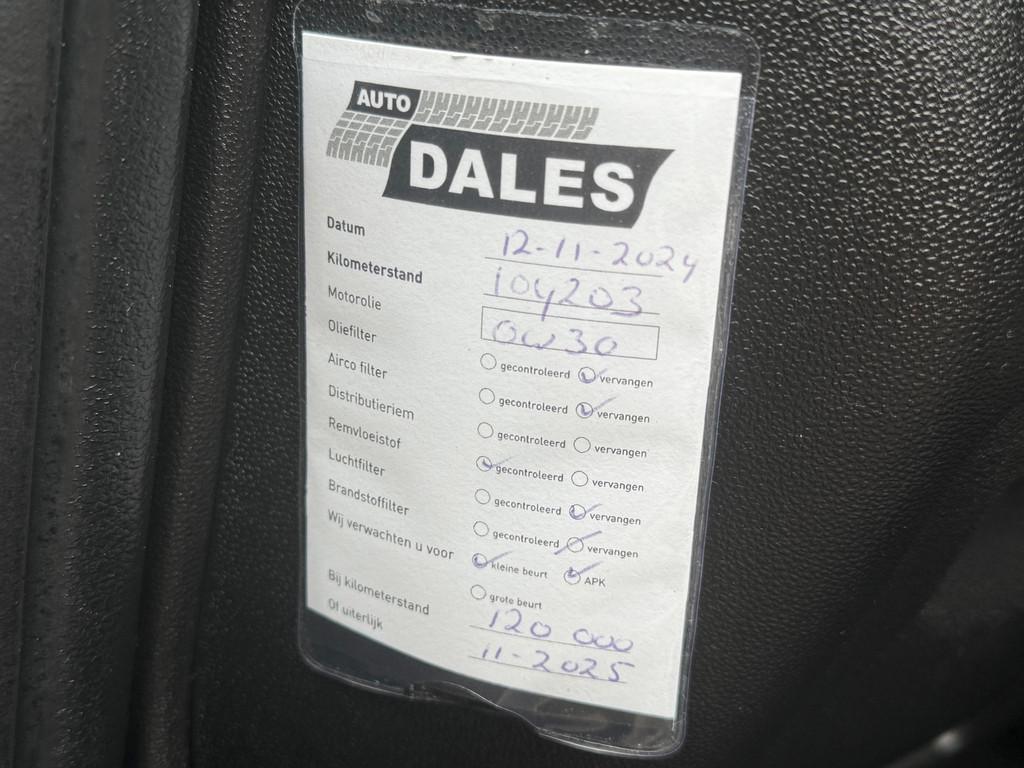 AUTO
DALES
Datum 12-11-2024
Kilometerstand 104203
Motorolie 0W30
Oliefilter gecontroleerd vervangen
Airco filter gecontroleerd vervangen
Distributieriem gecontroleerd vervangen
Remvloeistof gecontroleerd vervangen
Luchtfilter gecontroleerd vervangen
Brandstoffilter gecontroleerd vervangen
Wij verwachten u voor kleine beurt APK
grote beurt
Bij kilometerstand 120 000
Of uiterlijk 11-2025